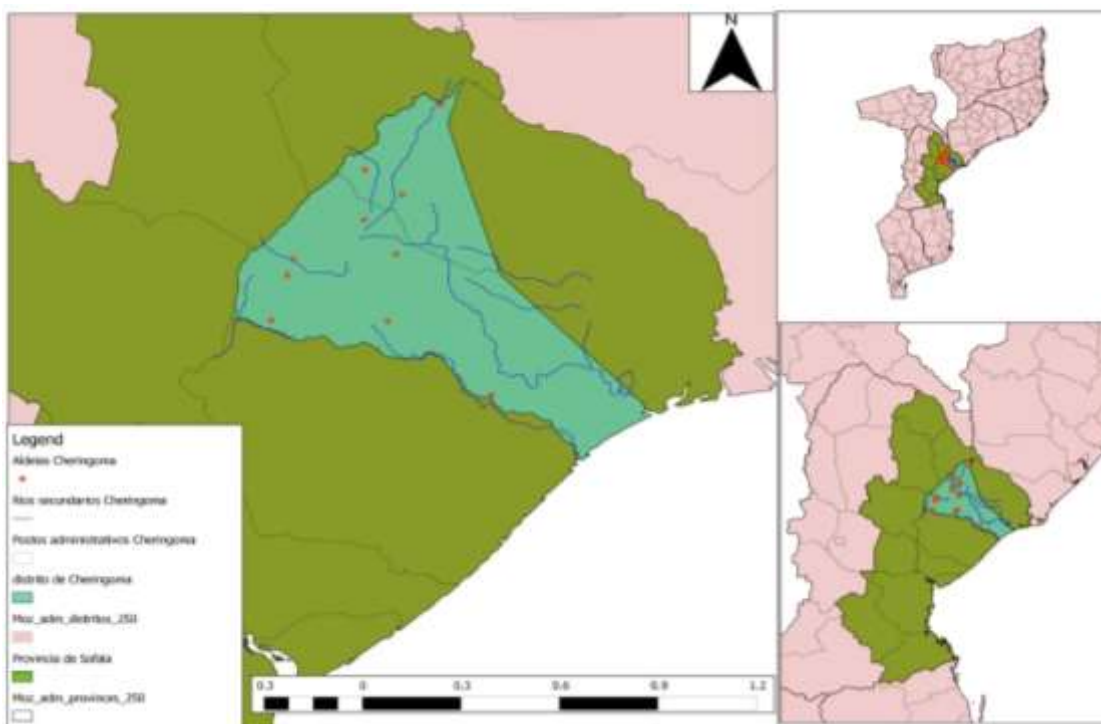 N
Legend
Aldeias Cheringoma
Rios secundarios Cheringoma
Postos administrativos Cheringoma
distrito de Cheringoma
Moz_adm_distritos_250
Provincia de Sofala
Moz_adm_provinces_250
0.3 0 0.3 0.6 0.9 1.2